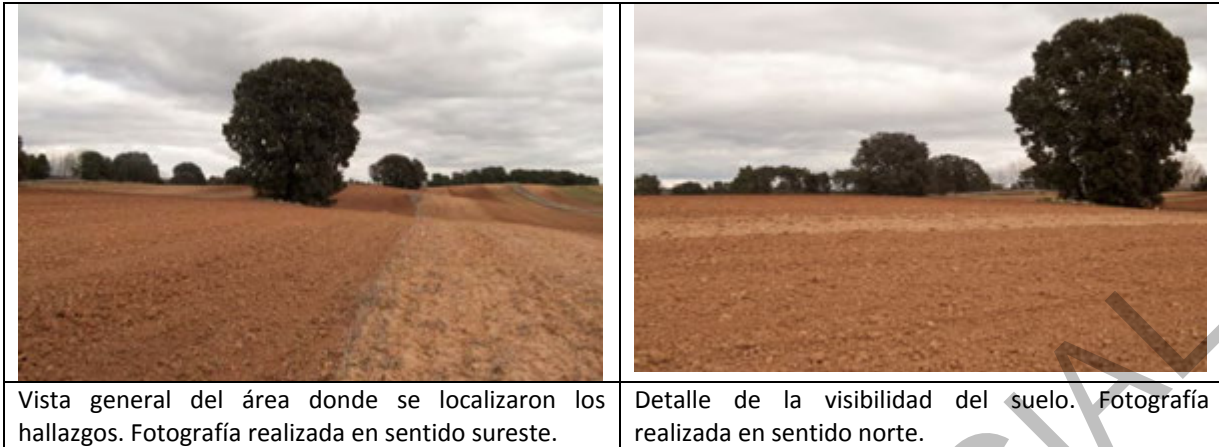 Vista general del área donde se localizaron los
hallazgos. Fotografía realizada en sentido sureste.
Detalle de la visibilidad del suelo. Fotografía
realizada en sentido norte.